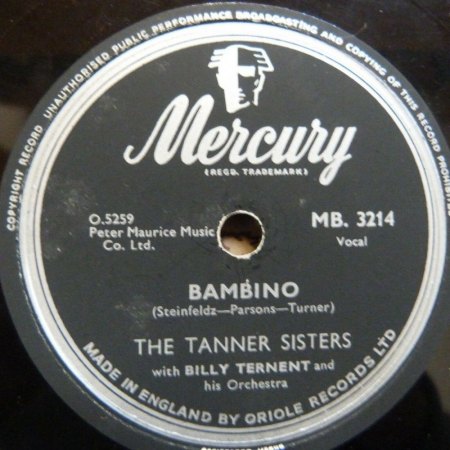 COPYRIGHT RECORD UNAUTHORISED PUBLIC PERFORMANCE BROADCASTING AND COPYING OF THIS RECORD PROHIBITED
Mercury
(REGD. TRADEMARK)
O.5259
Peter Maurice Music
Co. Ltd.
MB. 3214
Vocal
BAMBINO
(Steinfeldz—Parsons—Turner)
THE TANNER SISTERS
with BILLY TERNENT and
his Orchestra
MADE IN ENGLAND BY ORIOLE RECORDS LTD